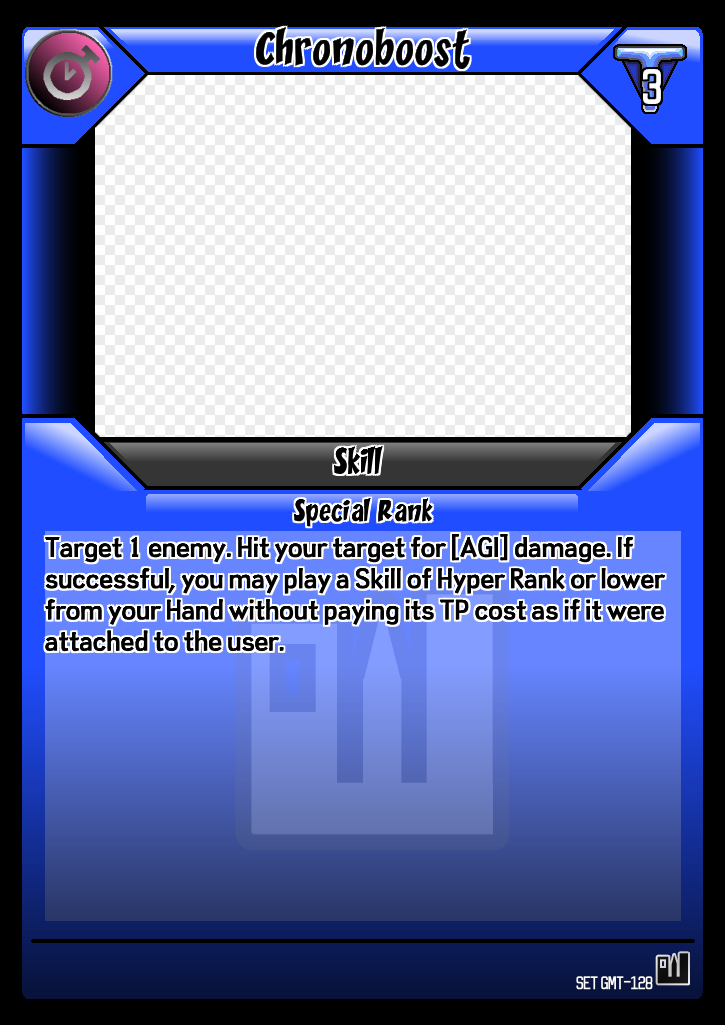 Chronoboost
3
Skill
Special Rank
Target 1 enemy. Hit your target for [AGI] damage. If
successful, you may play a Skill of Hyper Rank or lower
from your Hand without paying its TP cost as if it were
attached to the user.
SET GMT-128